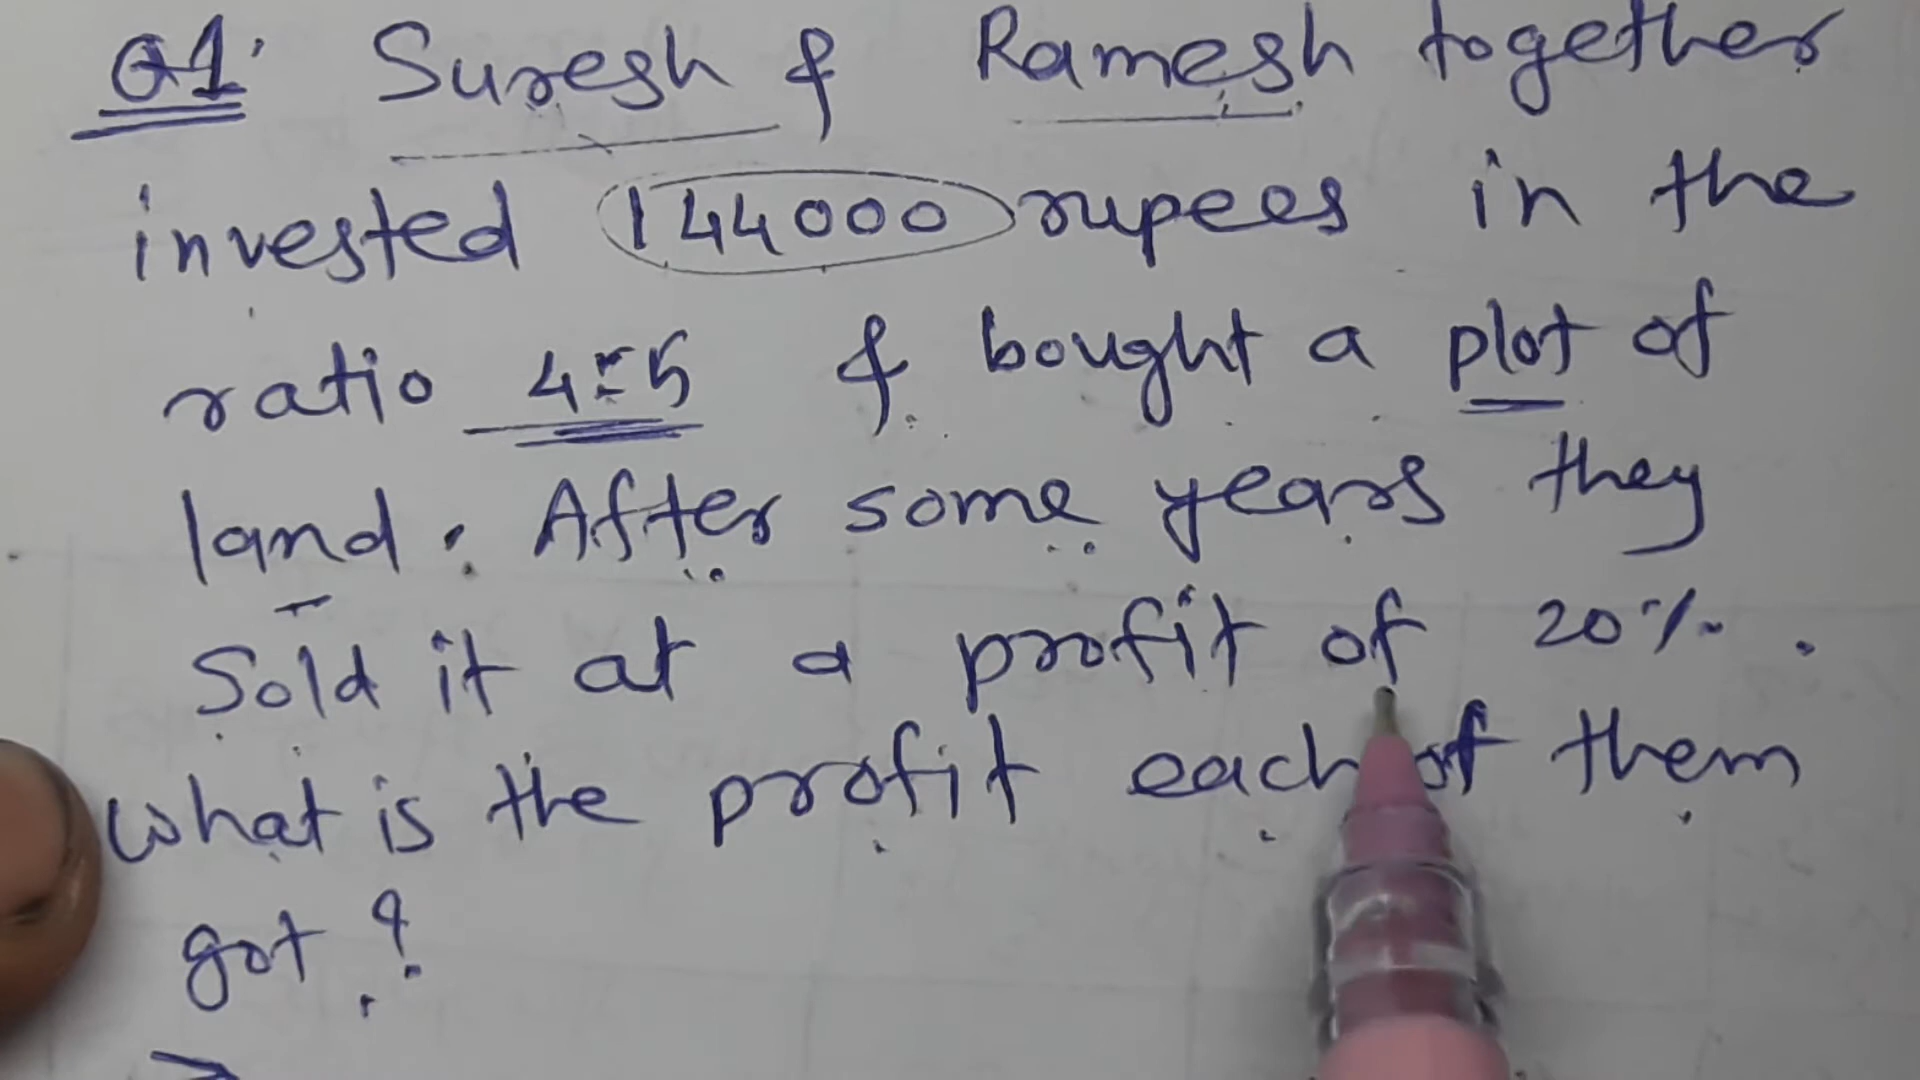 Q1. Suresh & Ramesh together
invested 144000 rupees in the
ratio 4:5 & bought a plot of
land. After some years they
sold it at a profit of 20%.
What is the profit each of them
got?